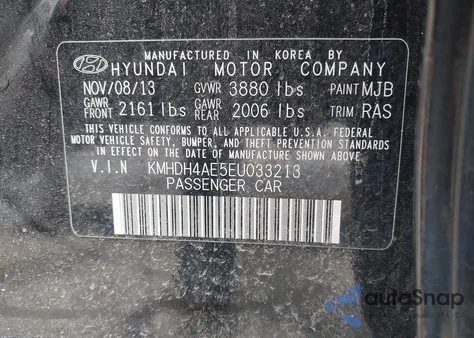 MANUFACTURED IN KOREA BY
HYUNDAI MOTOR COMPANY
NOV/08/13 GVWR 3880 lbs PAINT MJB
GAWR FRONT 2161 lbs GAWR REAR 2006 lbs TRIM RAS
THIS VEHICLE CONFORMS TO ALL APPLICABLE U.S.A. FEDERAL
MOTOR VEHICLE SAFETY, BUMPER, AND THEFT PREVENTION STANDARDS
IN EFFECT ON THE DATE OF MANUFACTURE SHOWN ABOVE.
V.I.N KMHDH4AE5EU033213
PASSENGER CAR
autoSnap